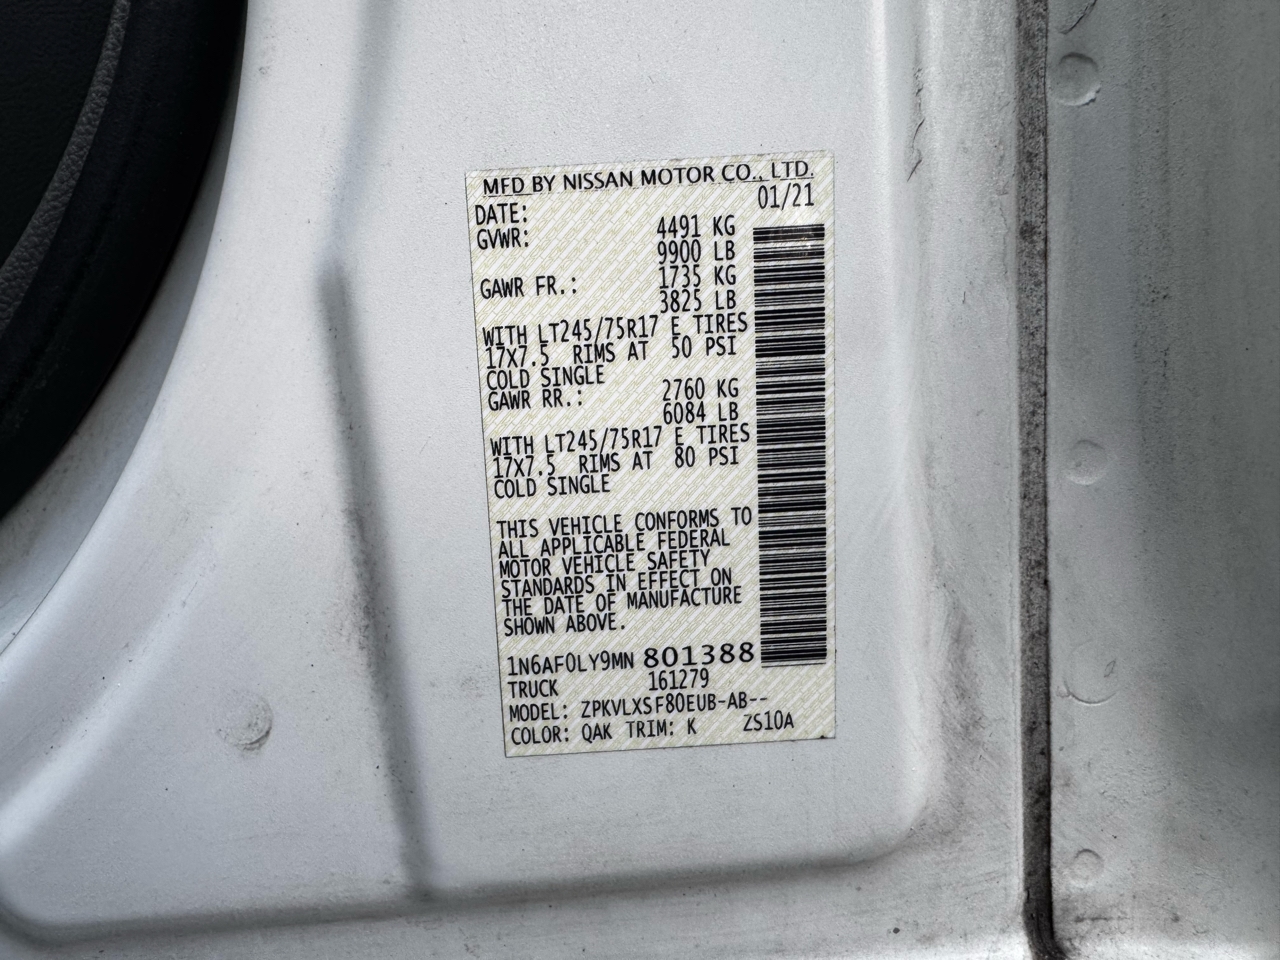 MFD BY NISSAN MOTOR CO., LTD.
DATE: 01/21
GVWR: 4491 KG
9900 LB
GAWR FR.: 1735 KG
3825 LB
WITH LT245/75R17 E TIRES
17X7.5 RIMS AT 50 PSI
COLD SINGLE
GAWR RR.: 2760 KG
6084 LB
WITH LT245/75R17 E TIRES
17X7.5 RIMS AT 80 PSI
COLD SINGLE
THIS VEHICLE CONFORMS TO
ALL APPLICABLE FEDERAL
MOTOR VEHICLE SAFETY
STANDARDS IN EFFECT ON
THE DATE OF MANUFACTURE
SHOWN ABOVE.
1N6AF0LY9MN 801388
TRUCK 161279
MODEL: ZPKVLXSF80EUB-AB--
COLOR: QAK TRIM: K ZS10A